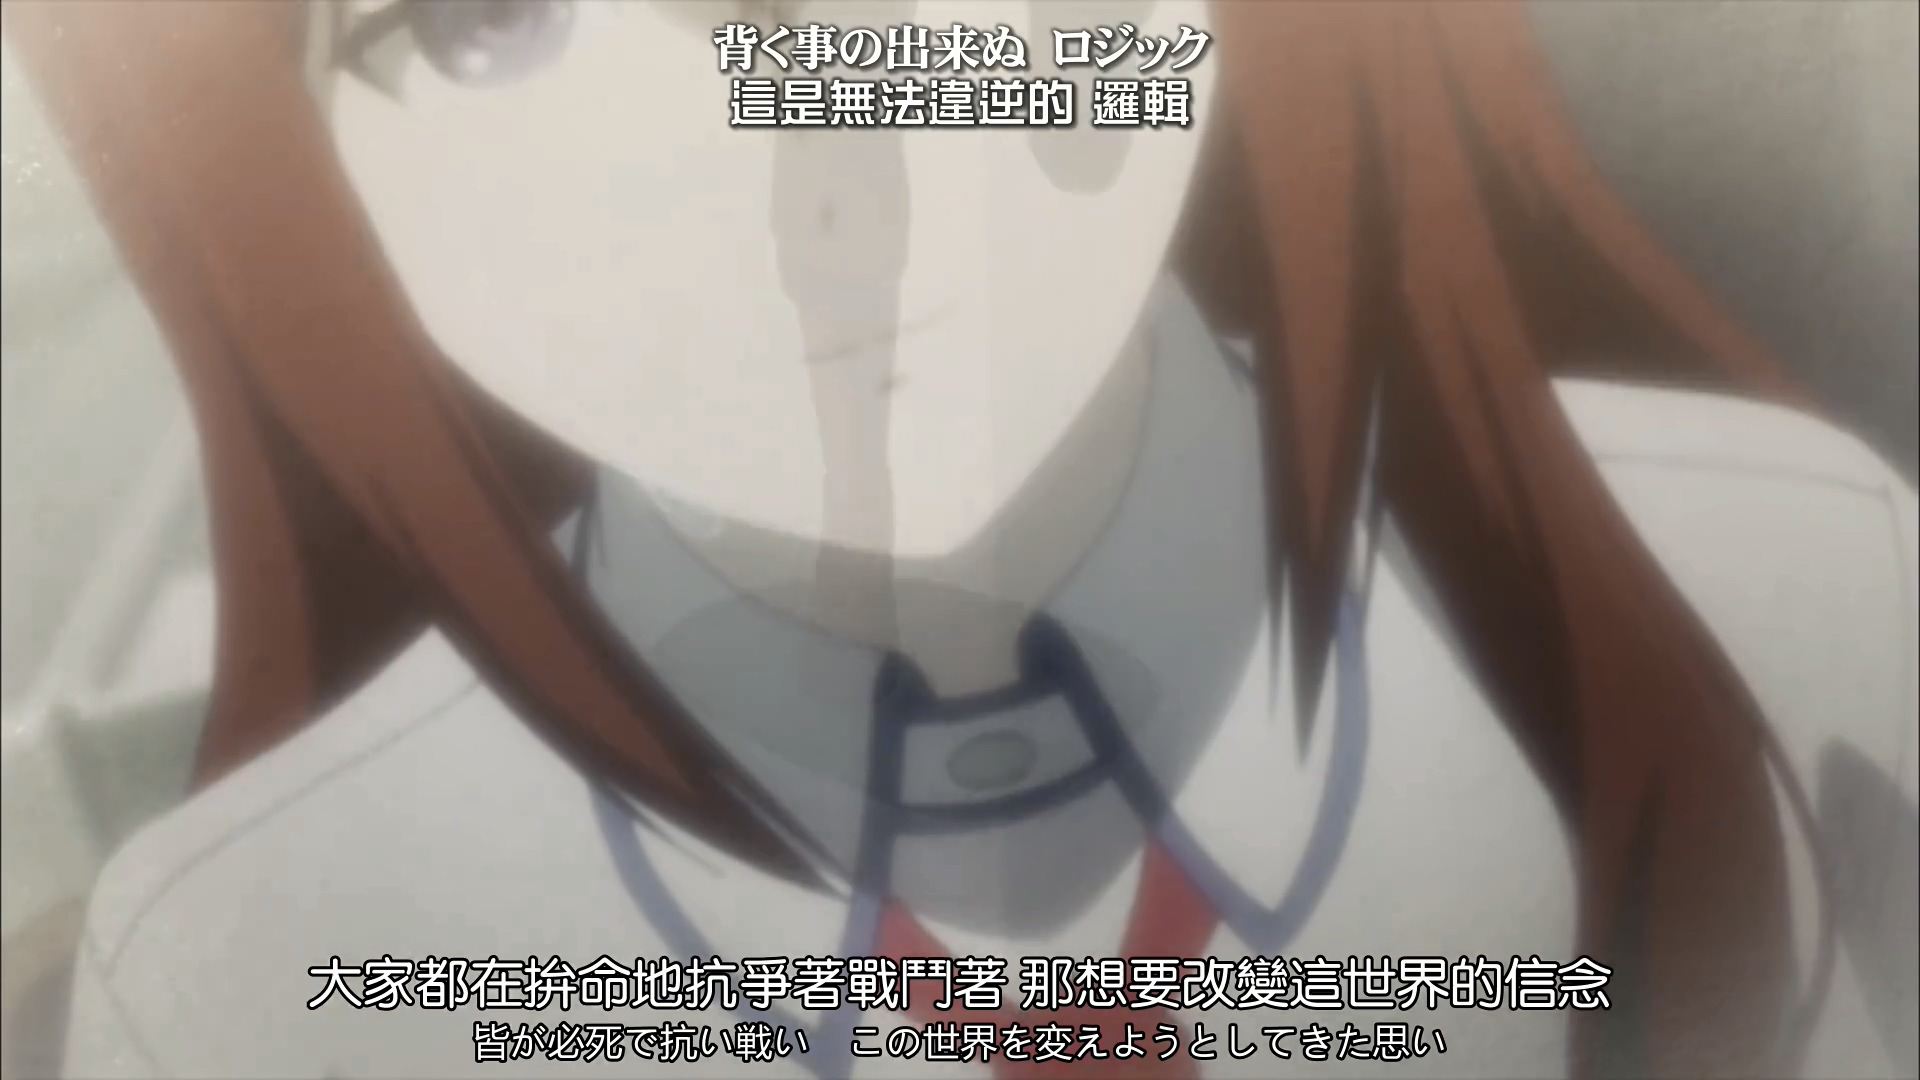 背く事の出来ぬ　ロジック
這是無法違逆的 邏輯
大家都在拚命地抗爭著戰鬥著 那想要改變這世界的信念
皆が必死で抗い戦い　この世界を変えようとしてきた思い